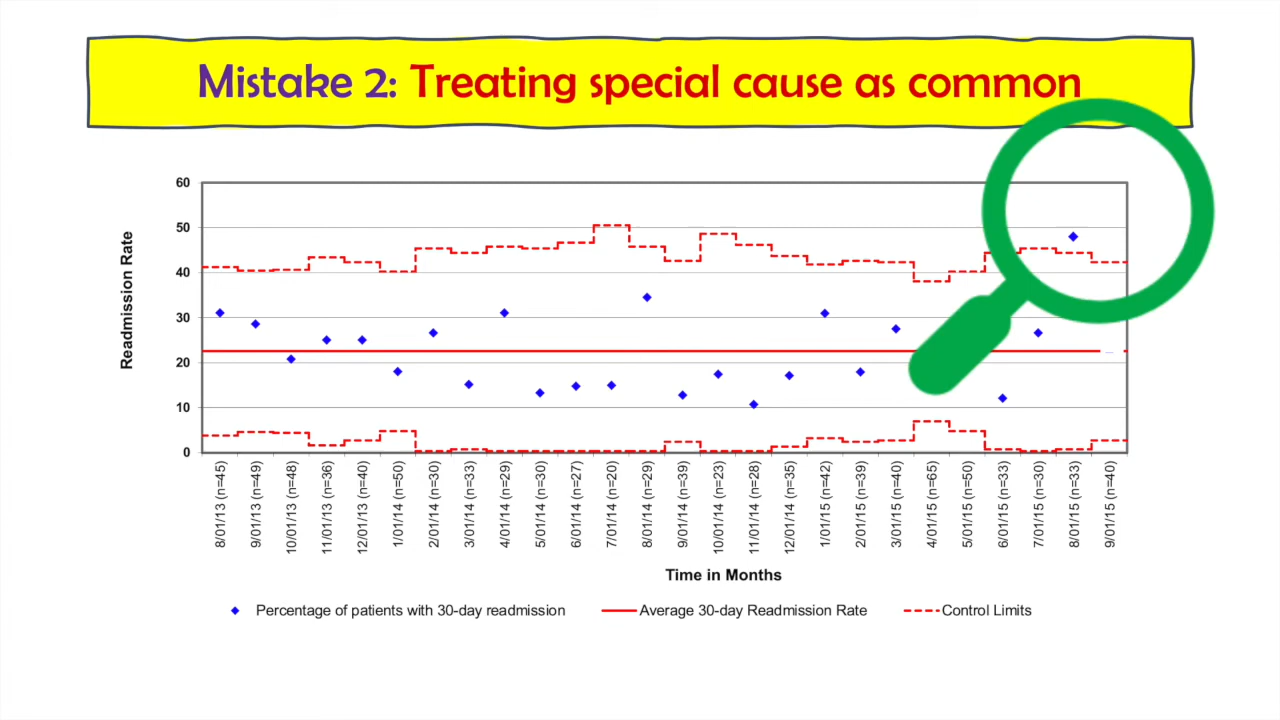 Mistake 2: Treating special cause as common
60
50
40
30
20
10
0
Readmission Rate
8/01/13 (n=45)
9/01/13 (n=49)
10/01/13 (n=48)
11/01/13 (n=36)
12/01/13 (n=40)
1/01/14 (n=50)
2/01/14 (n=30)
3/01/14 (n=33)
4/01/14 (n=29)
5/01/14 (n=30)
6/01/14 (n=27)
7/01/14 (n=20)
8/01/14 (n=29)
9/01/14 (n=39)
10/01/14 (n=23)
11/01/14 (n=28)
12/01/14 (n=35)
1/01/15 (n=42)
2/01/15 (n=39)
3/01/15 (n=40)
4/01/15 (n=65)
5/01/15 (n=50)
6/01/15 (n=33)
7/01/15 (n=30)
8/01/15 (n=33)
9/01/15 (n=40)
Time in Months
Percentage of patients with 30-day readmission
Average 30-day Readmission Rate
Control Limits